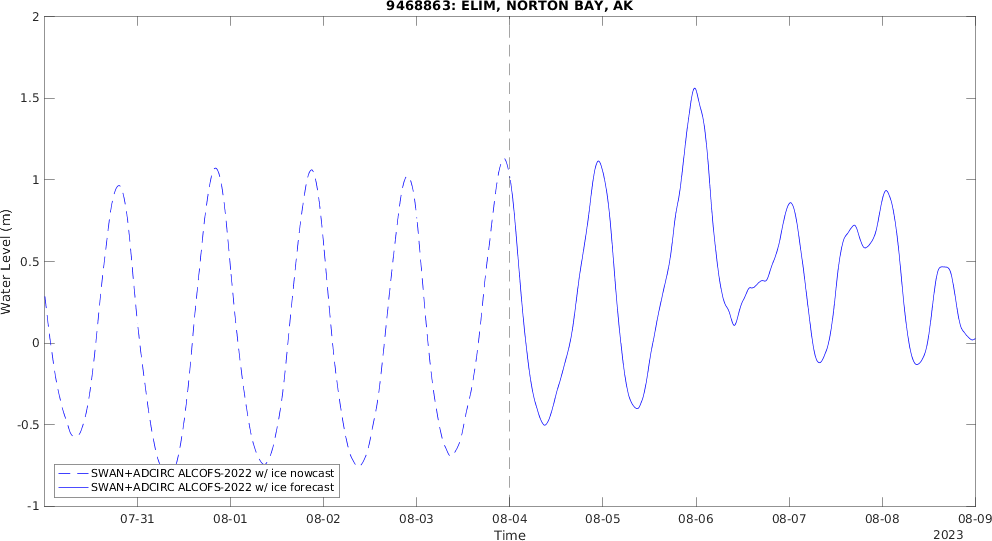 9468863: ELIM, NORTON BAY, AK
2
1.5
1
0.5
0
-0.5
-1
Water Level (m)
SWAN+ADCIRC ALCOFS-2022 w/ ice nowcast
SWAN+ADCIRC ALCOFS-2022 w/ ice forecast
07-31 08-01 08-02 08-03 08-04 08-05 08-06 08-07 08-08 08-09
Time
2023